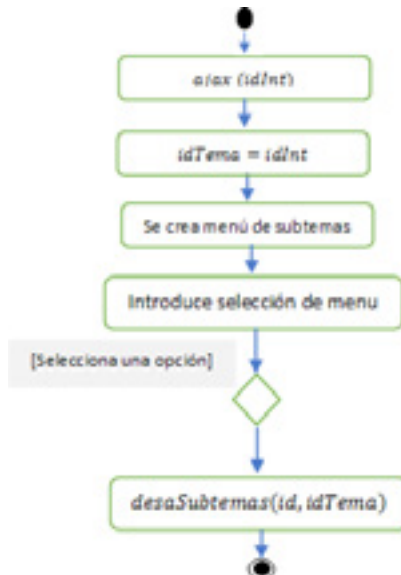 ajax (idInt)
idTema = idInt
Se crea menú de subtemas
Introduce selección de menu
[Selecciona una opción]
desaSubtemas(id, idTema)